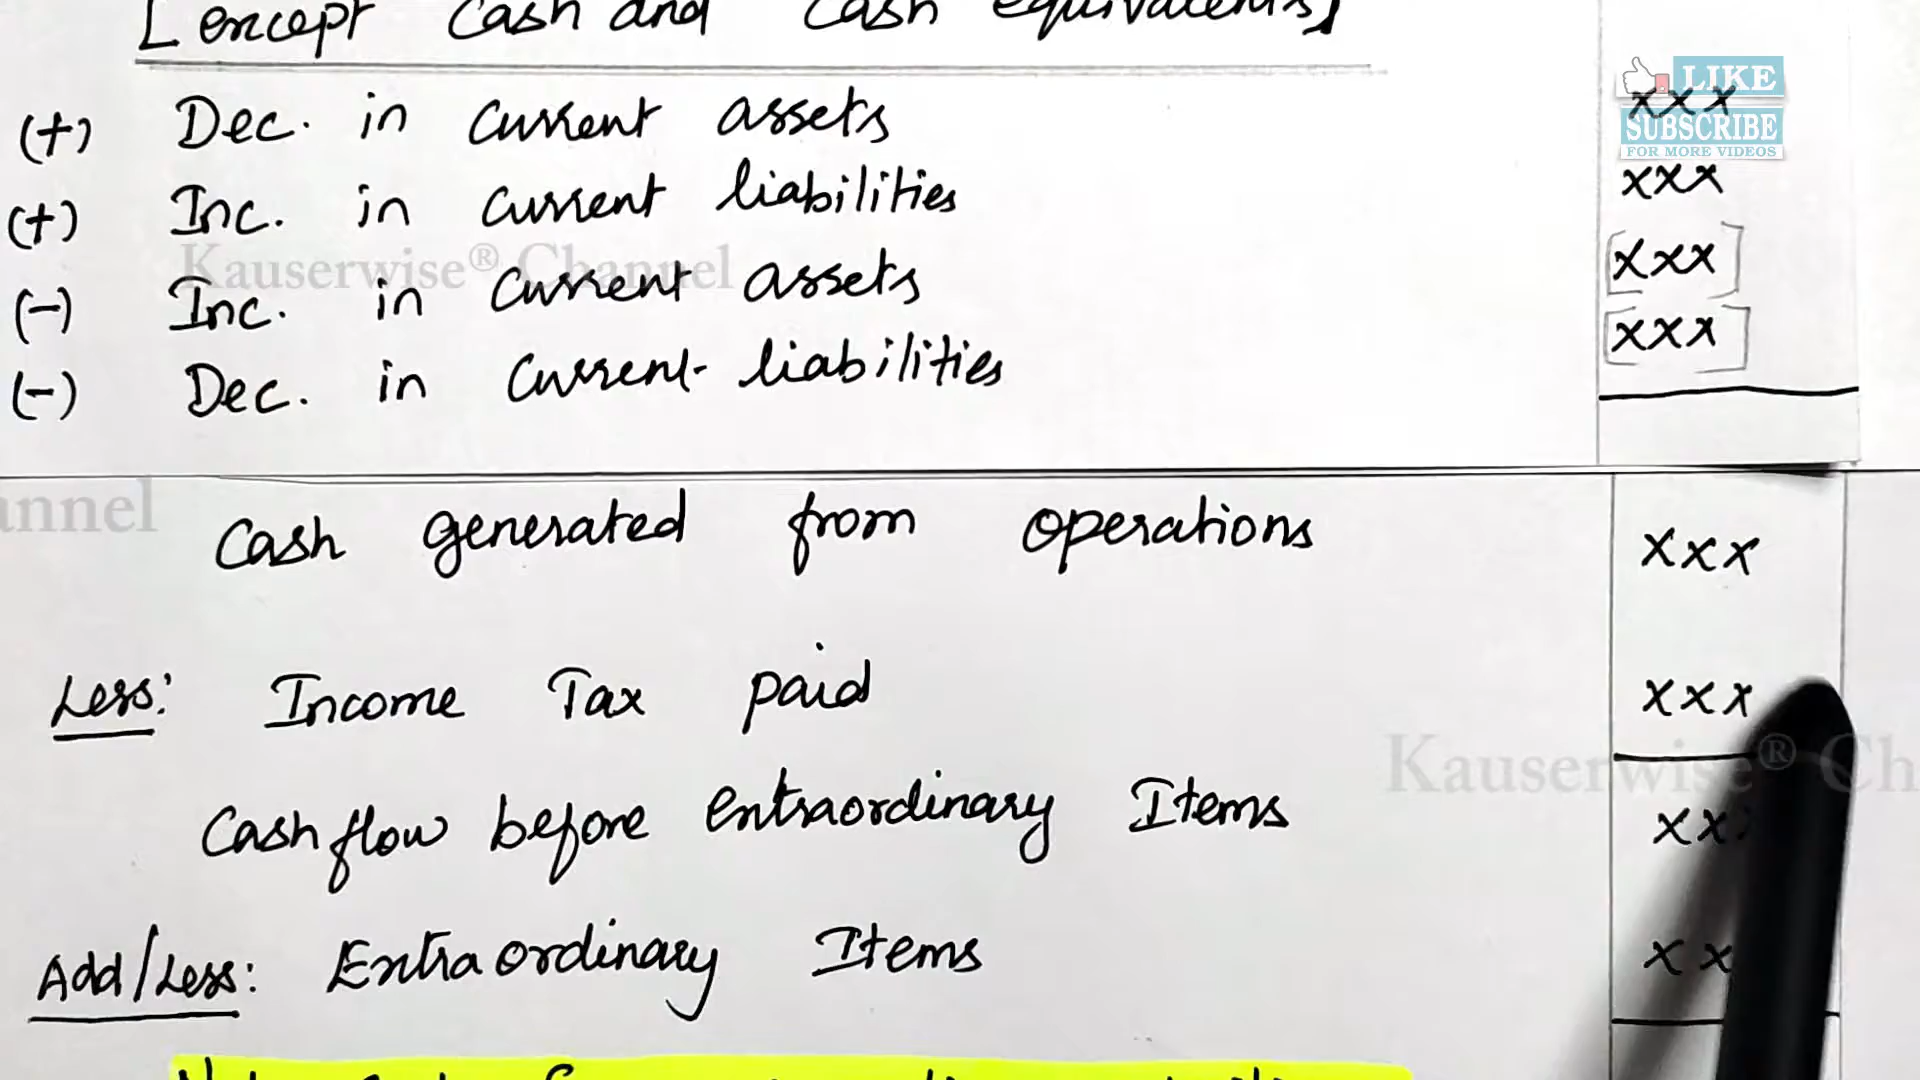 [except Cash and Cash equivalents]
(+) Dec. in Current assets xxx
(+) Inc. in Current liabilities xxx
(-) Inc. in Current assets [xxx]
(-) Dec. in Current liabilities [xxx]
Cash generated from operations xxx
Less: Income Tax paid xxx
Cash flow before Extraordinary Items xxx
Add/Less: Extraordinary Items xx
LIKE
SUBSCRIBE
FOR MORE VIDEOS
Kauserwise® Channel
annel
Kauserwise® Ch